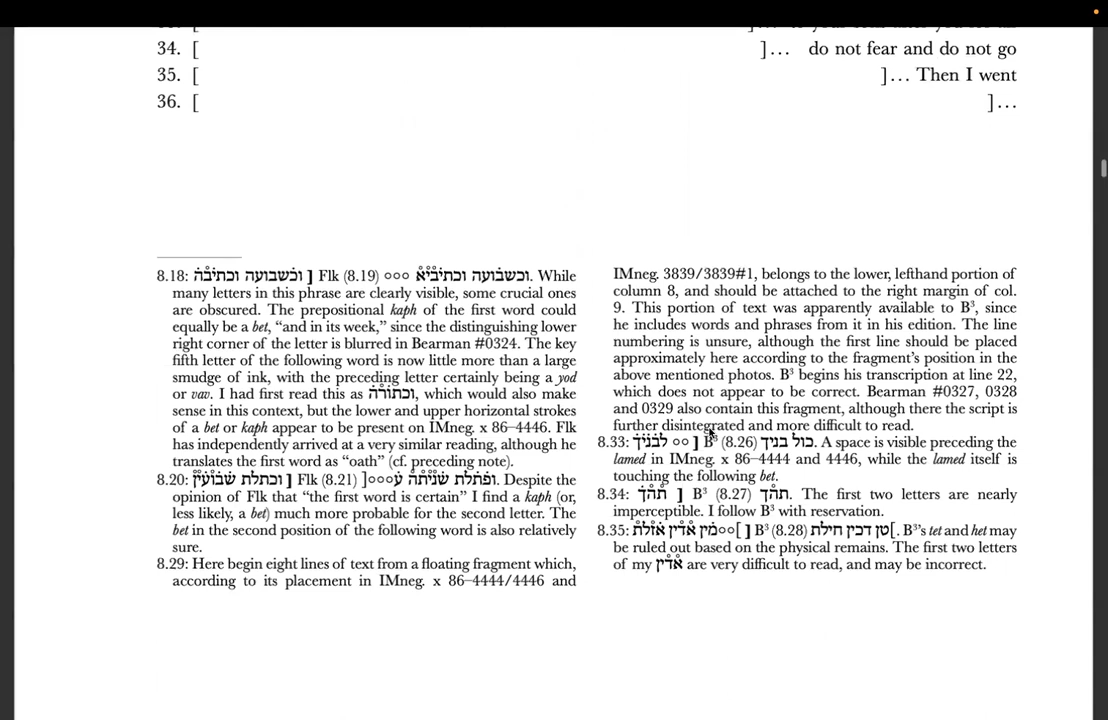 34. [ ]... do not fear and do not go
35. [ ]... Then I went
36. [ ]...
8.18: וכשבועה וכתיבה ] Flk (8.19) ○○○ וכשבועה וכתיביא. While
many letters in this phrase are clearly visible, some crucial ones
are obscured. The prepositional kaph of the first word could
equally be a bet, “and in its week,” since the distinguishing lower
right corner of the letter is blurred in Bearman #0324. The key
fifth letter of the following word is now little more than a large
smudge of ink, with the preceding letter certainly being a yod
or vav. I had first read this as וכתורה, which would also make
sense in this context, but the lower and upper horizontal strokes
of a bet or kaph appear to be present on IMneg. x 86–4446. Flk
has independently arrived at a very similar reading, although he
translates the first word as “oath” (cf. preceding note).
8.20: וכתלת שבועין ] Flk (8.21) ]○○○ע ופתלת שניתה. Despite the
opinion of Flk that “the first word is certain” I find a kaph (or,
less likely, a bet) much more probable for the second letter. The
bet in the second position of the following word is also relatively
sure.
8.29: Here begin eight lines of text from a floating fragment which,
according to its placement in IMneg. x 86–4444/4446 and
IMneg. 3839/3839#1, belongs to the lower, lefthand portion of
column 8, and should be attached to the right margin of col.
9. This portion of text was apparently available to B³, since
he includes words and phrases from it in his edition. The line
numbering is unsure, although the first line should be placed
approximately here according to the fragment’s position in the
above mentioned photos. B³ begins his transcription at line 22,
which does not appear to be correct. Bearman #0327, 0328
and 0329 also contain this fragment, although there the script is
further disintegrated and more difficult to read.
8.33: ○○ לבניך ] B³ (8.26) כול בניך. A space is visible preceding the
lamed in IMneg. x 86–4444 and 4446, while the lamed itself is
touching the following bet.
8.34: תהך ] B³ (8.27) תהך. The first two letters are nearly
imperceptible. I follow B³ with reservation.
8.35: ]○○מין אדין אזלת ] B³ (8.28) ]טן דכין חילת. B³’s tet and het may
be ruled out based on the physical remains. The first two letters
of my אדין are very difficult to read, and may be incorrect.